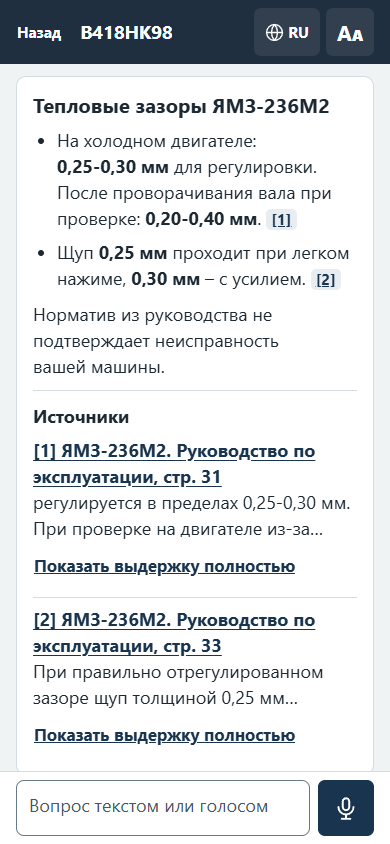 Назад В418НК98 RU Aᴀ
Тепловые зазоры ЯМЗ-236М2
• На холодном двигателе:
0,25-0,30 мм для регулировки.
После проворачивания вала при
проверке: 0,20-0,40 мм. [1]
• Щуп 0,25 мм проходит при легком
нажиме, 0,30 мм – с усилием. [2]
Норматив из руководства не
подтверждает неисправность
вашей машины.
Источники
[1] ЯМЗ-236М2. Руководство по
эксплуатации, стр. 31
регулируется в пределах 0,25-0,30 мм.
При проверке на двигателе из-за...
Показать выдержку полностью
[2] ЯМЗ-236М2. Руководство по
эксплуатации, стр. 33
При правильно отрегулированном
зазоре щуп толщиной 0,25 мм...
Показать выдержку полностью
Вопрос текстом или голосом